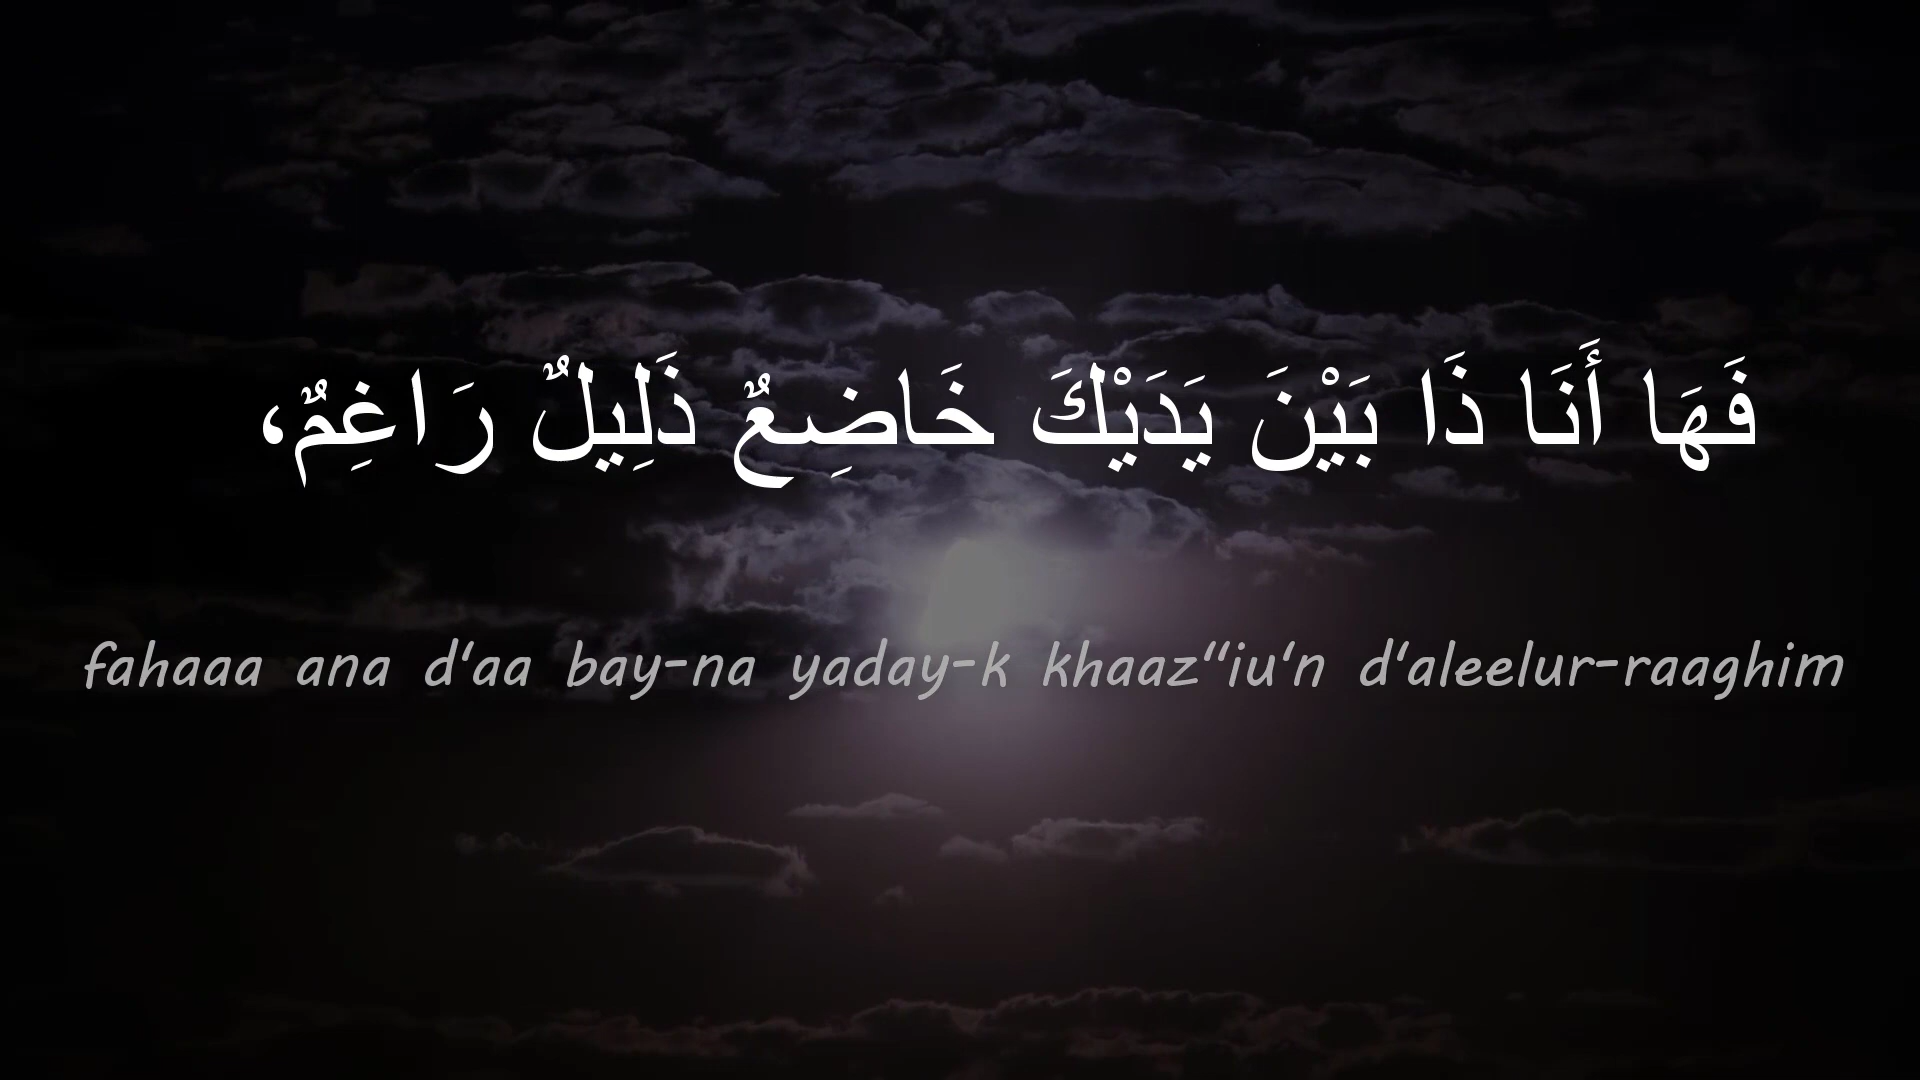 فَهَا أَنَا ذَا بَيْنَ يَدَيْكَ خَاضِعٌ ذَلِيلٌ رَاغِمٌ،
fahaaa ana d‘aa bay-na yaday-k khaaz“iu‘n d‘aleelur-raaghim